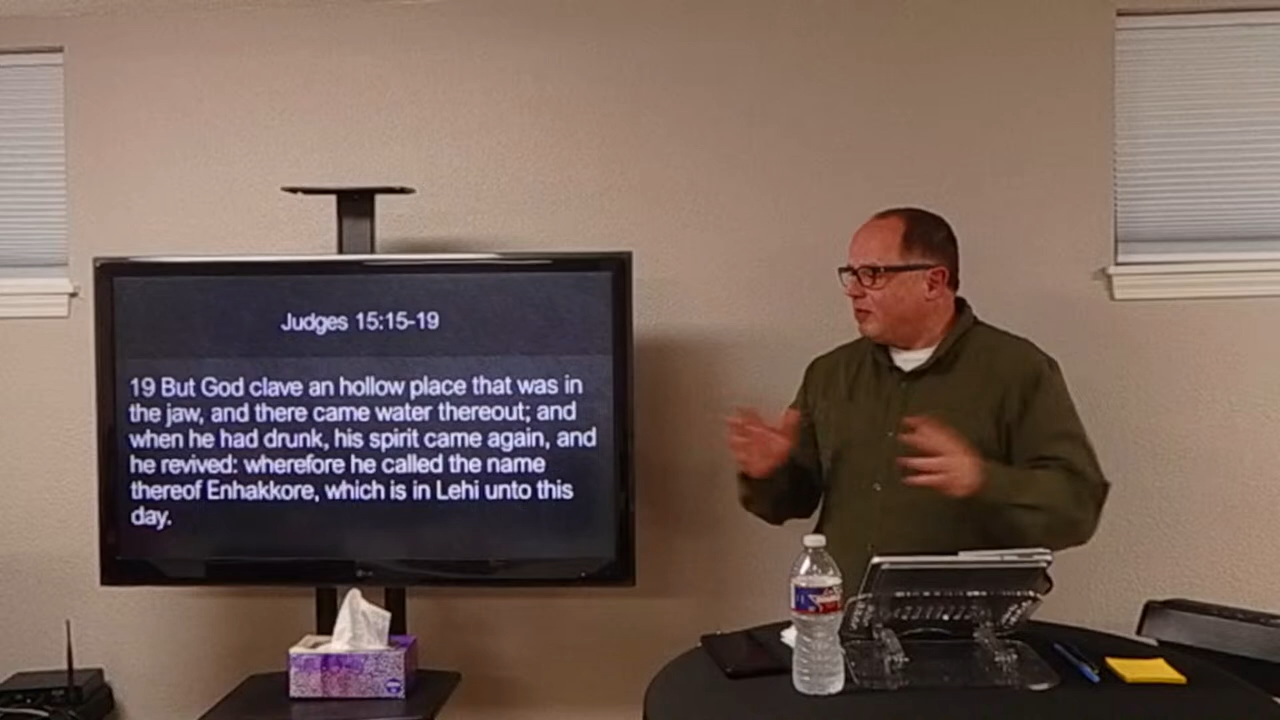 Judges 15:15-19
19 But God clave an hollow place that was in
the jaw, and there came water thereout; and
when he had drunk, his spirit came again, and
he revived: wherefore he called the name
thereof Enhakkore, which is in Lehi unto this
day.